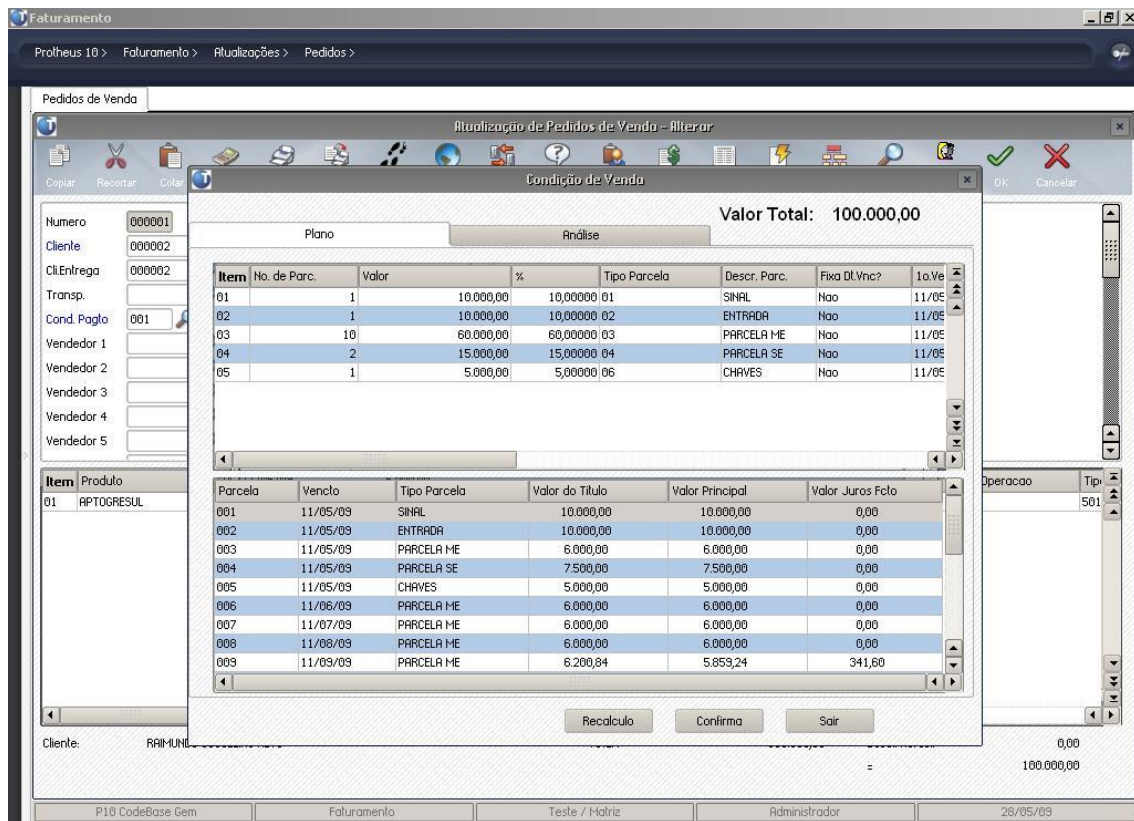 Faturamento
Protheus 10 > Faturamento > Atualizações > Pedidos >
Pedidos de Venda
Atualização de Pedidos de Venda - Alterar
Copiar Recortar Colar OK Cancelar
Condição de Venda
Valor Total: 100.000,00
Plano Análise
Numero 000001
Cliente 000002
Cli.Entrega 000002
Transp.
Cond. Pagto 001
Vendedor 1
Vendedor 2
Vendedor 3
Vendedor 4
Vendedor 5
Item No. de Parc. Valor % Tipo Parcela Descr. Parc. Fixa Dt.Vnc? 1o.Ve
01 1 10.000,00 10,00000 01 SINAL Nao 11/05
02 1 10.000,00 10,00000 02 ENTRADA Nao 11/05
03 10 60.000,00 60,00000 03 PARCELA ME Nao 11/05
04 2 15.000,00 15,00000 04 PARCELA SE Nao 11/05
05 1 5.000,00 5,00000 06 CHAVES Nao 11/05
Item Produto Operacao Tip
01 APTOGRESUL 501
Parcela Vencto Tipo Parcela Valor do Titulo Valor Principal Valor Juros Fcto
001 11/05/09 SINAL 10.000,00 10.000,00 0,00
002 11/05/09 ENTRADA 10.000,00 10.000,00 0,00
003 11/05/09 PARCELA ME 6.000,00 6.000,00 0,00
004 11/05/09 PARCELA SE 7.500,00 7.500,00 0,00
005 11/05/09 CHAVES 5.000,00 5.000,00 0,00
006 11/06/09 PARCELA ME 6.000,00 6.000,00 0,00
007 11/07/09 PARCELA ME 6.000,00 6.000,00 0,00
008 11/08/09 PARCELA ME 6.000,00 6.000,00 0,00
009 11/09/09 PARCELA ME 6.200,84 5.859,24 341,60
Recalculo Confirma Sair
Cliente: 0,00
= 100.000,00
P10 CodeBase Gem Faturamento Teste / Matriz Administrador 28/05/09